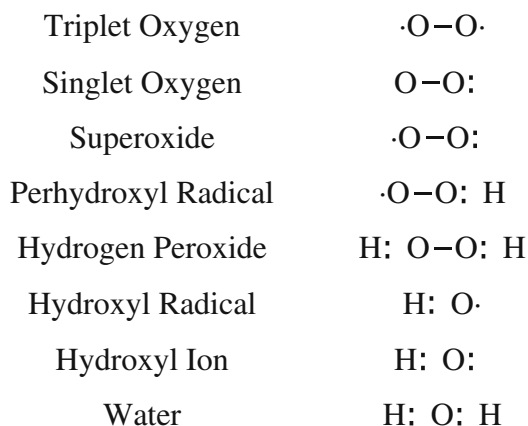 Triplet Oxygen ·O–O·
Singlet Oxygen O–O:
Superoxide ·O–O:
Perhydroxyl Radical ·O–O: H
Hydrogen Peroxide H: O–O: H
Hydroxyl Radical H: O·
Hydroxyl Ion H: O:
Water H: O: H